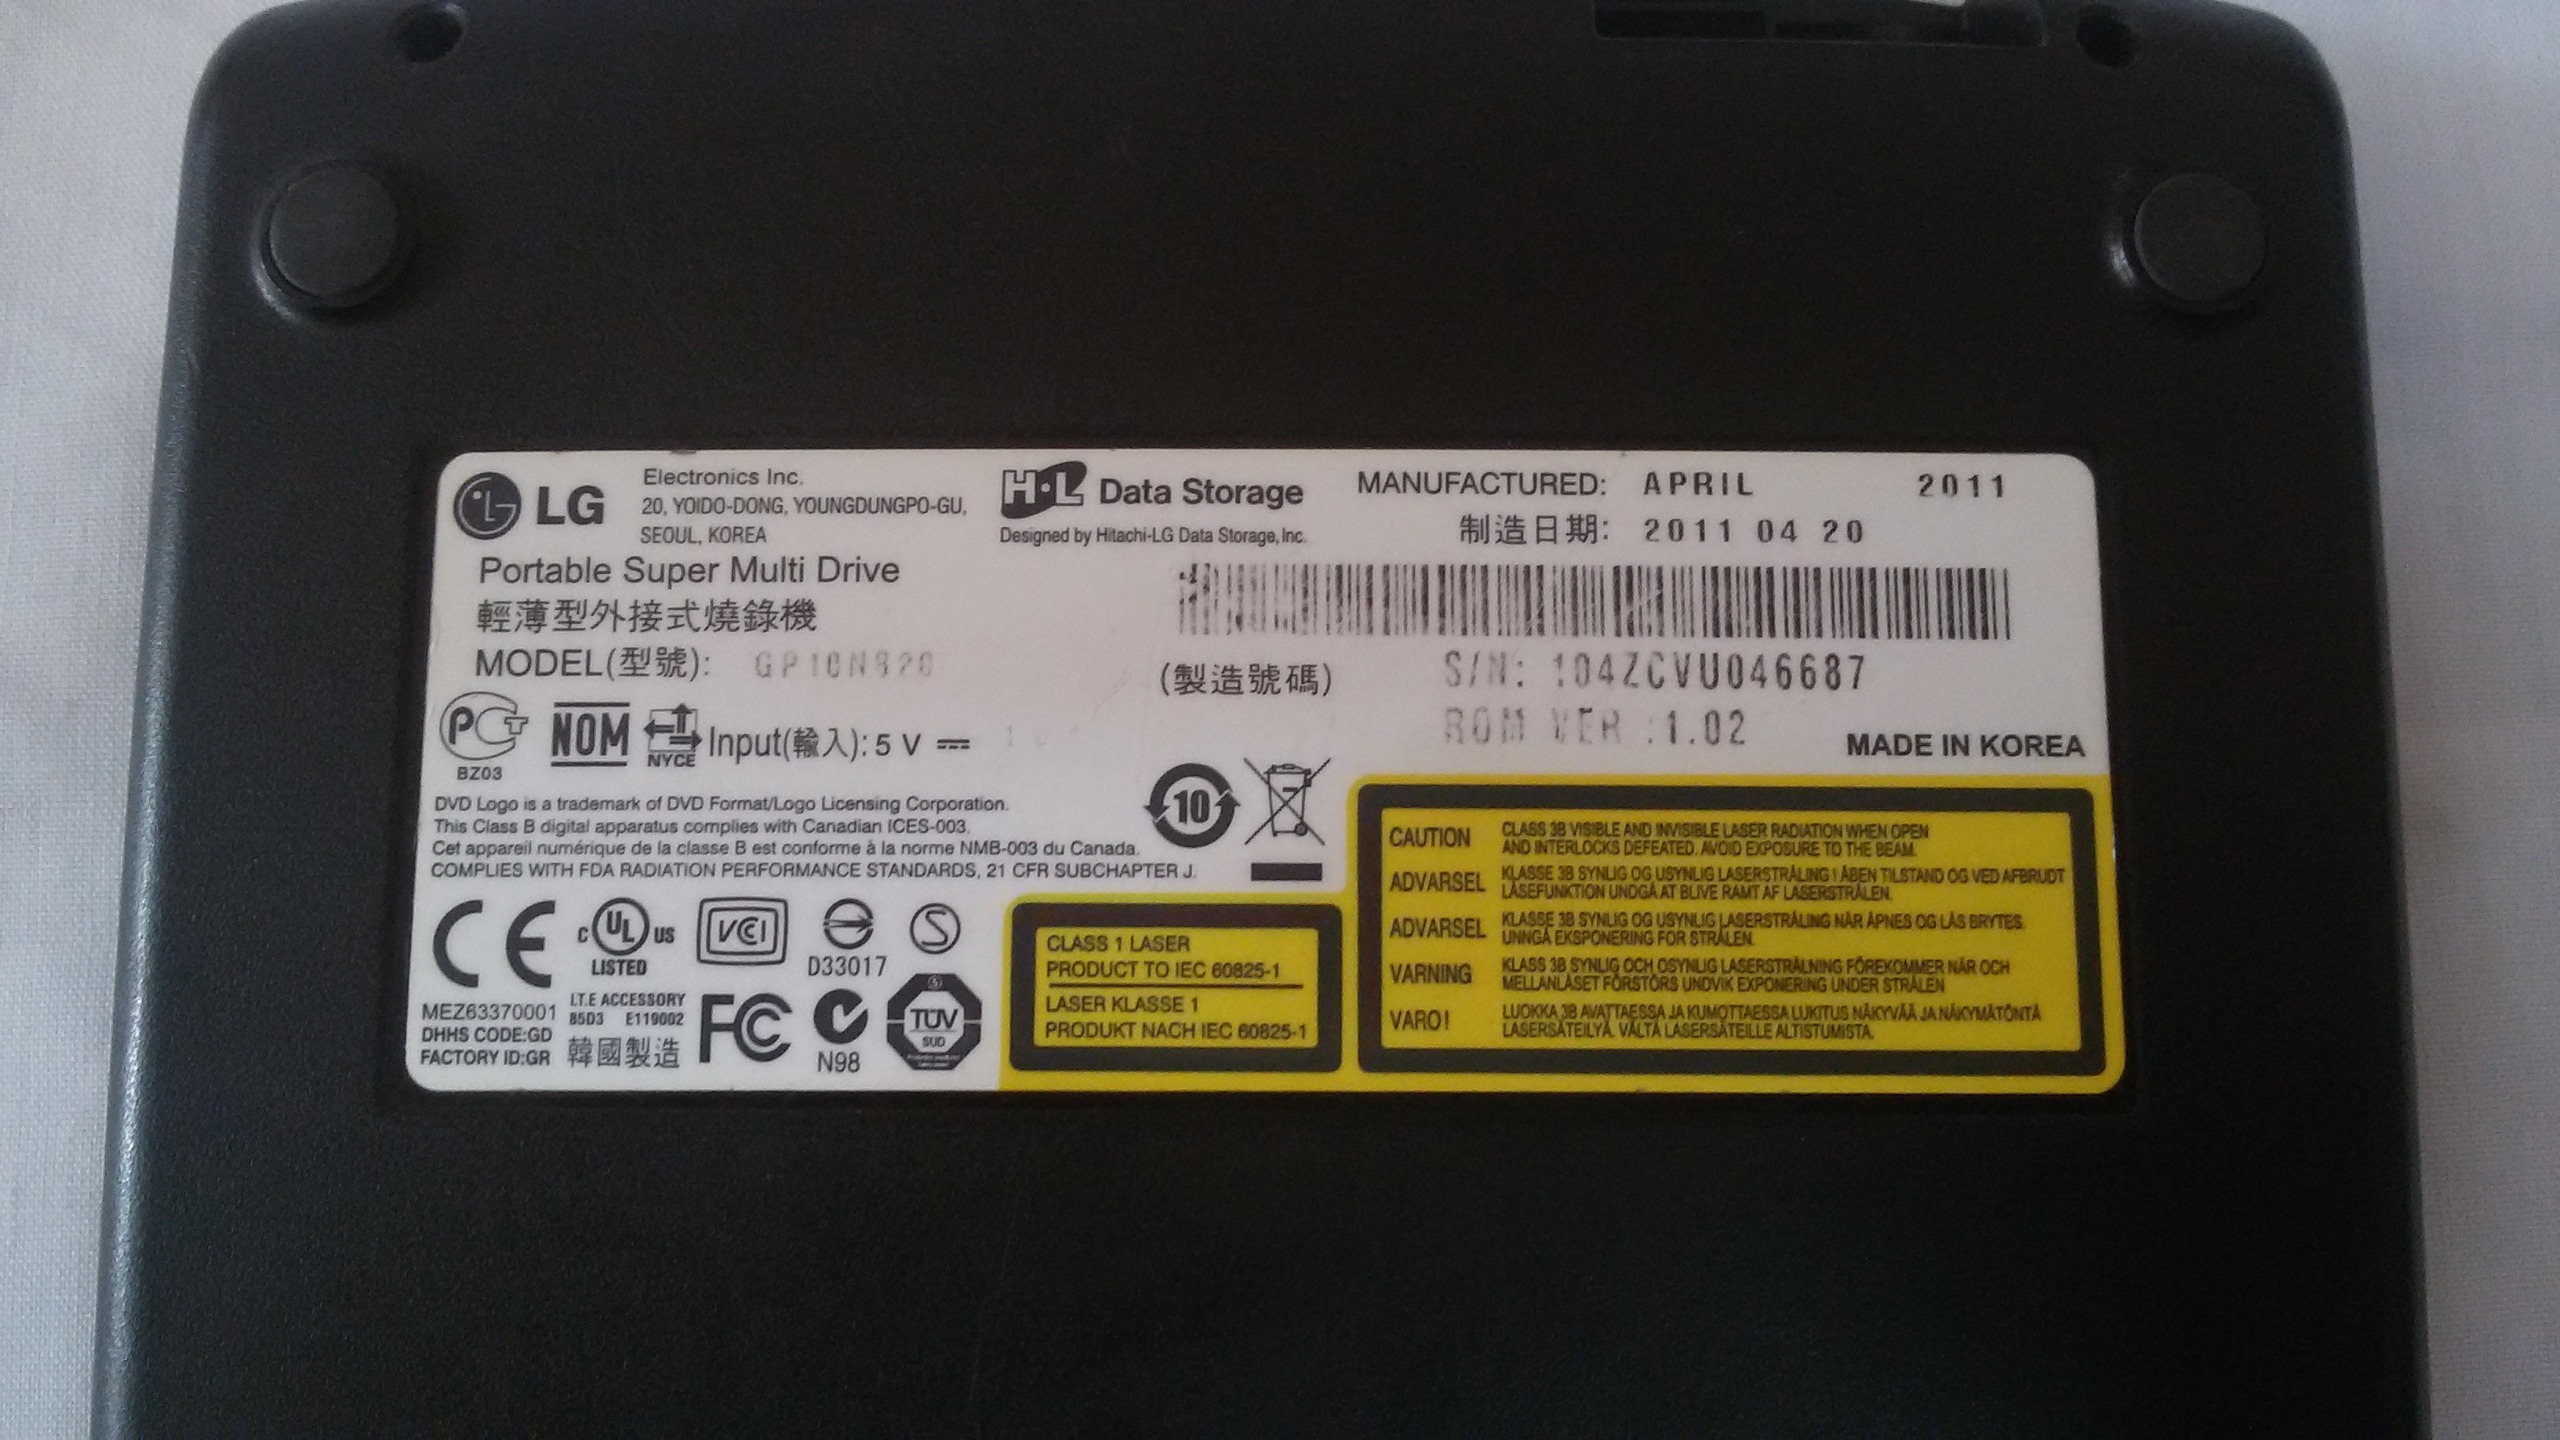 LG
Electronics Inc.
20, YOIDO-DONG, YOUNGDUNGPO-GU,
SEOUL, KOREA
H·L Data Storage
Designed by Hitachi-LG Data Storage, Inc.
MANUFACTURED: APRIL 2011
制造日期: 2011 04 20
Portable Super Multi Drive
輕薄型外接式燒錄機
MODEL(型號):
(製造號碼)
S/N: 104ZCVU046687
ROM VER :1.02
MADE IN KOREA
PCT
BZ03
NOM
NYCE
Input(輸入): 5 V
DVD Logo is a trademark of DVD Format/Logo Licensing Corporation.
This Class B digital apparatus complies with Canadian ICES-003.
Cet appareil numérique de la classe B est conforme à la norme NMB-003 du Canada.
COMPLIES WITH FDA RADIATION PERFORMANCE STANDARDS, 21 CFR SUBCHAPTER J.
10
CE
C UL US
LISTED
I.T.E ACCESSORY
85D3 E119002
韓國製造
VCI
D33017
S
MEZ63370001
DHHS CODE:GD
FACTORY ID:GR
FC
N98
TÜV
SUD
CLASS 1 LASER
PRODUCT TO IEC 60825-1
LASER KLASSE 1
PRODUKT NACH IEC 60825-1
CAUTION CLASS 3B VISIBLE AND INVISIBLE LASER RADIATION WHEN OPEN
AND INTERLOCKS DEFEATED. AVOID EXPOSURE TO THE BEAM.
ADVARSEL KLASSE 3B SYNLIG OG USYNLIG LASERSTRÅLING I ÅBEN TILSTAND OG VED AFBRUDT
LÅSEFUNKTION UNDGÅ AT BLIVE RAMT AF LASERSTRÅLEN.
ADVARSEL KLASSE 3B SYNLIG OG USYNLIG LASERSTRÅLING NÅR ÅPNES OG LÅS BRYTES.
UNNGÅ EKSPONERING FOR STRÅLEN.
VARNING KLASS 3B SYNLIG OCH OSYNLIG LASERSTRÅLNING FÖREKOMMER NÄR OCH
MELLANLÅSET FÖRSTÖRS UNDVIK EXPONERING UNDER STRÅLEN
VARO! LUOKKA 3B AVATTAESSA JA KUMOTTAESSA LUKITUS NÄKYVÄÄ JA NÄKYMÄTÖNTÄ
LASERSÄTEILYÄ. VÄLTÄ LASERSÄTEILLE ALTISTUMISTA.